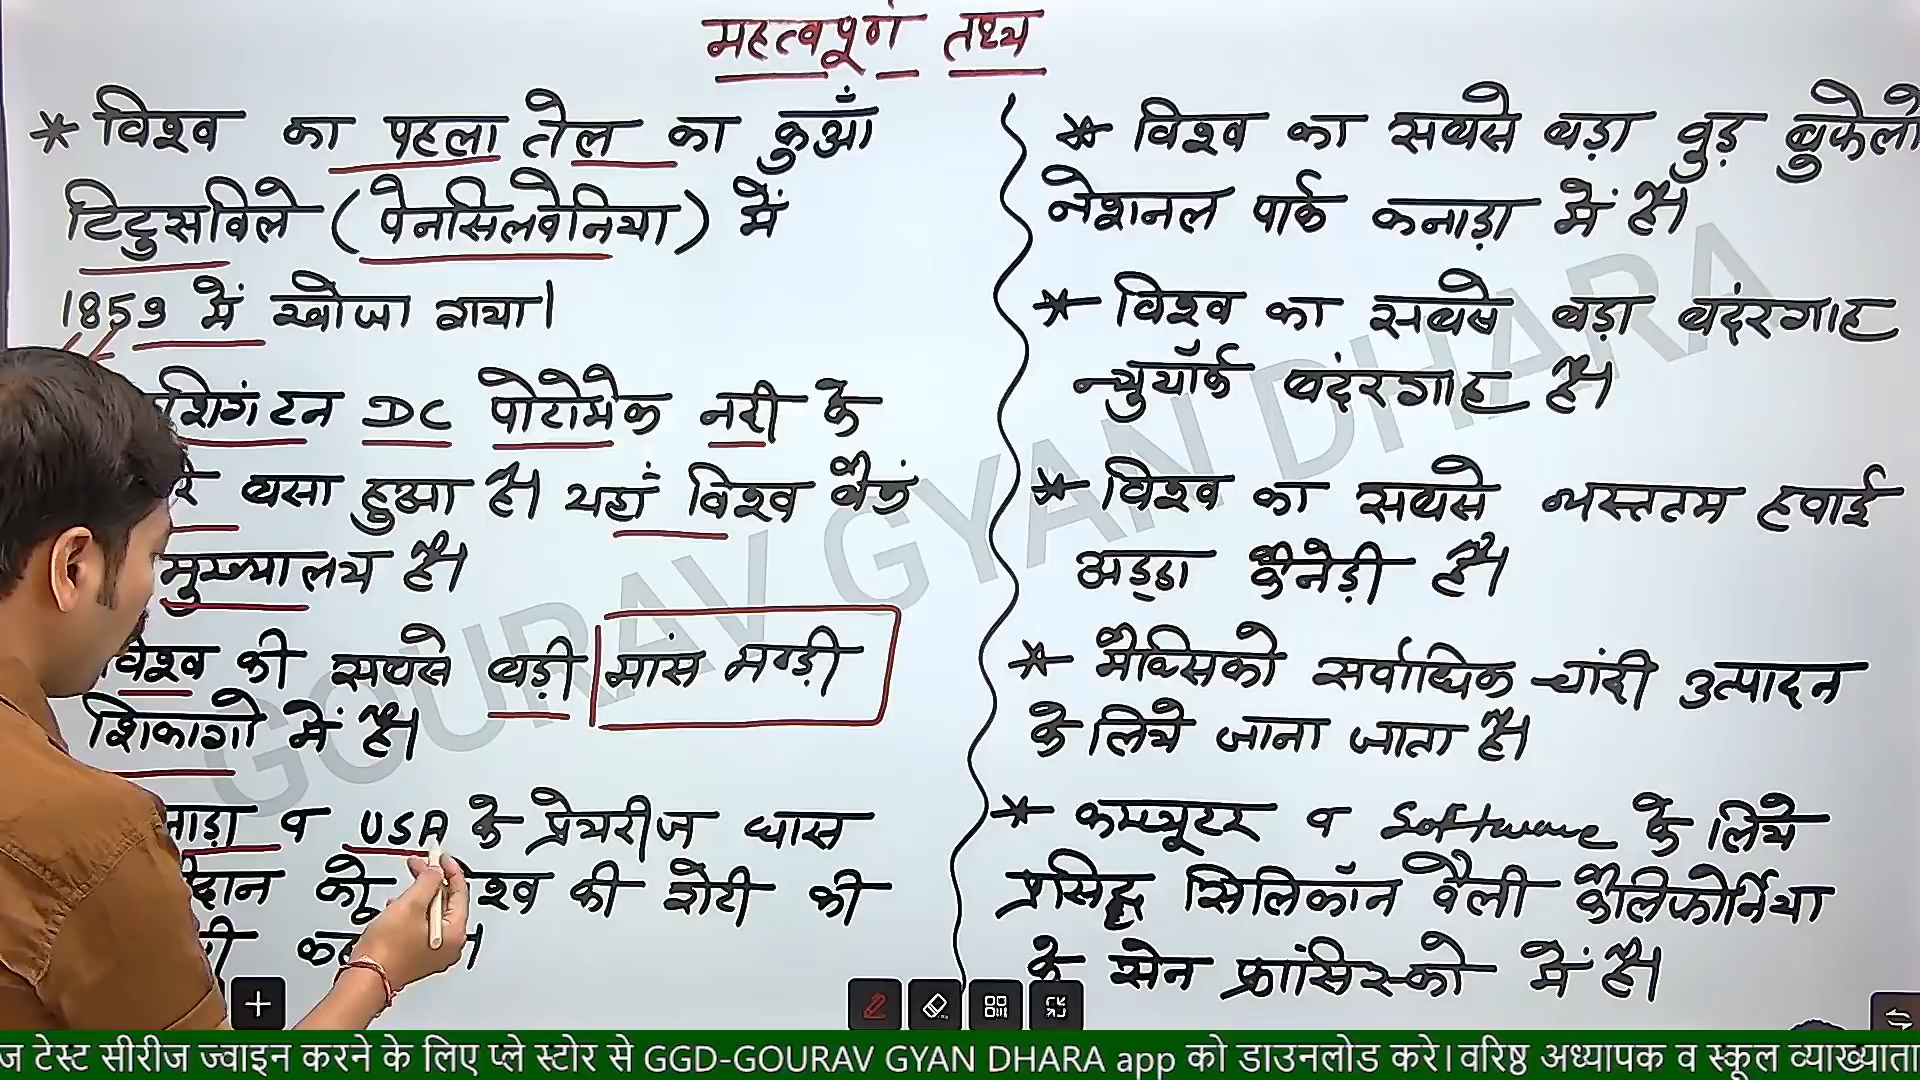 महत्वपूर्ण तथ्य
* विश्व का पहला तेल का कुआँ
टिटुसविले (पेनसिलवेनिया) में
1859 में खोजा गया।
शिगंटन DC पोटोमेक नदी के
रे बसा हुआ है। यहाँ विश्व बैंक
मुख्यालय है।
विश्व की सबसे बड़ी मांस मण्ड़ी
शिकागो में है।
नाड़ा व USA के प्रेयरीज घास
दान को श्व की रोटी की
* विश्व का सबसे बड़ा वुड़ बुफेलो
नेशनल पार्क कनाड़ा में है।
* विश्व का सबसे बड़ा बंदरगाह
न्युयॉर्क बंदरगाह है।
* विश्व का सबसे व्यस्ततम हवाई
अड्डा कैनेड़ी है।
* मैक्सिको सर्वाधिक चांदी उत्पादन
के लिये जाना जाता है।
* कम्प्यूटर व Software के लिये
प्रसिद्ध सिलिकॉन वैली कैलिफोर्निया
के सेन फ्रांसिस्को में है।
GOURAV GYAN DHARA
ज टेस्ट सीरीज ज्वाइन करने के लिए प्ले स्टोर से GGD-GOURAV GYAN DHARA app को डाउनलोड करे।वरिष्ठ अध्यापक व स्कूल व्याख्याता